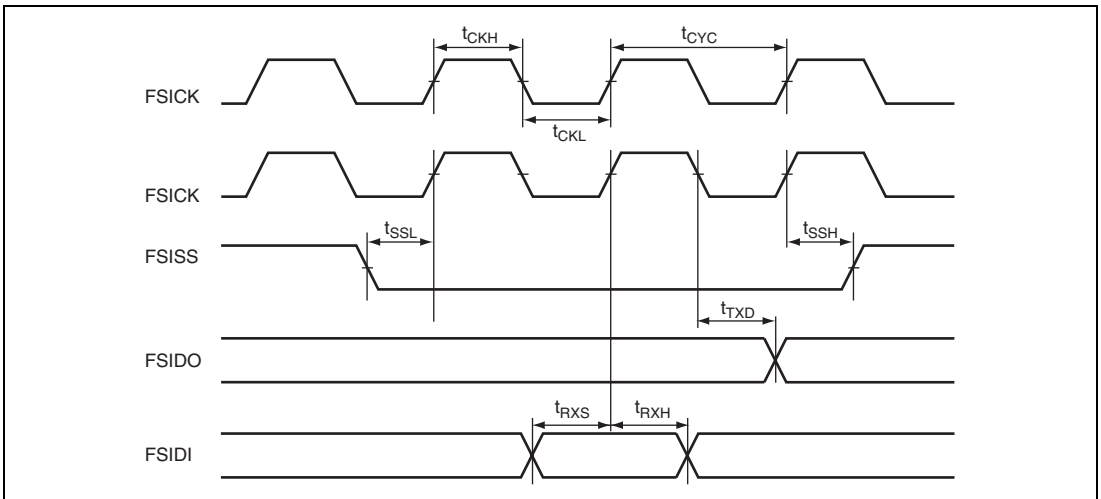 tCKH
tCYC
FSICK
tCKL
FSICK
tSSL
tSSH
FSISS
tTXD
FSIDO
tRXS
tRXH
FSIDI